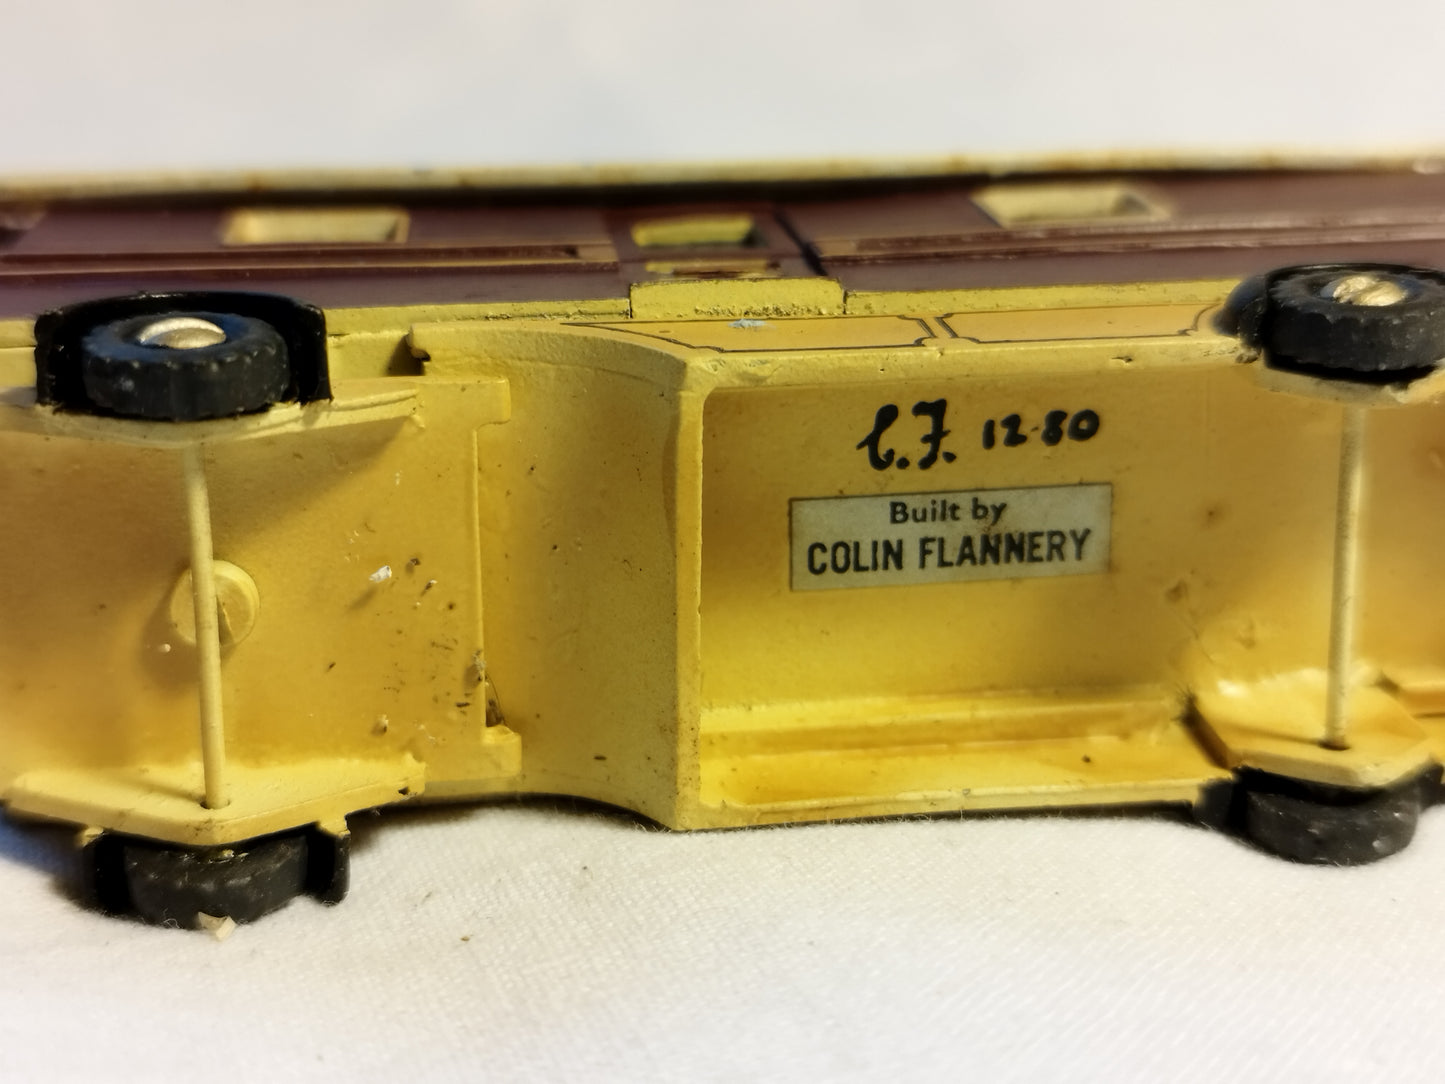 C.F. 12·80
Built by
COLIN FLANNERY